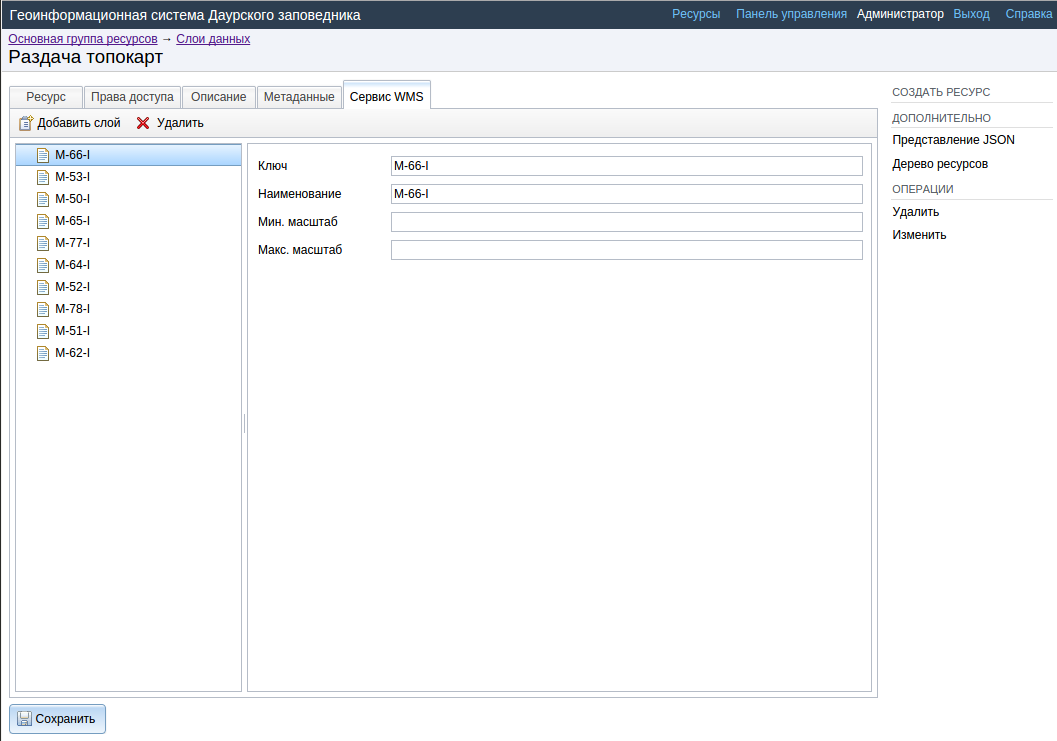 Геоинформационная система Даурского заповедника
Ресурсы Панель управления Администратор Выход Справка
Основная группа ресурсов → Слои данных
Раздача топокарт
Ресурс Права доступа Описание Метаданные Сервис WMS
Добавить слой Удалить
M-66-I
M-53-I
M-50-I
M-65-I
M-77-I
M-64-I
M-52-I
M-78-I
M-51-I
M-62-I
Ключ M-66-I
Наименование M-66-I
Мин. масштаб
Макс. масштаб
СОЗДАТЬ РЕСУРС
ДОПОЛНИТЕЛЬНО
Представление JSON
Дерево ресурсов
ОПЕРАЦИИ
Удалить
Изменить
Сохранить